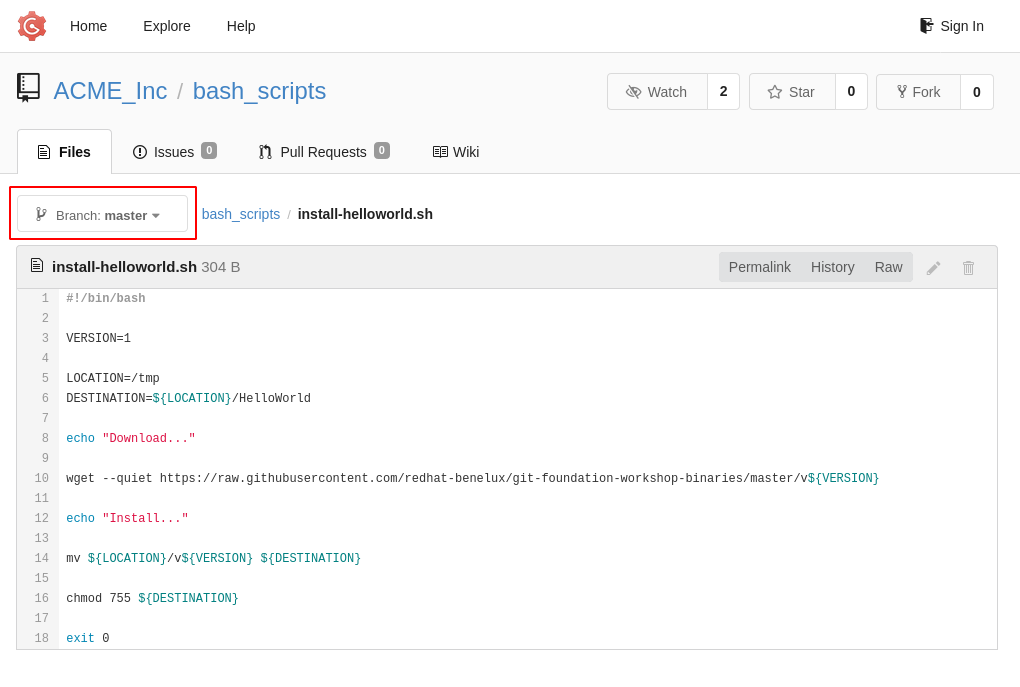 Home Explore Help Sign In
ACME_Inc / bash_scripts Watch 2 Star 0 Fork 0
Files Issues 0 Pull Requests 0 Wiki
Branch: master bash_scripts / install-helloworld.sh
install-helloworld.sh 304 B Permalink History Raw
1 #!/bin/bash
2
3 VERSION=1
4
5 LOCATION=/tmp
6 DESTINATION=${LOCATION}/HelloWorld
7
8 echo "Download..."
9
10 wget --quiet https://raw.githubusercontent.com/redhat-benelux/git-foundation-workshop-binaries/master/v${VERSION}
11
12 echo "Install..."
13
14 mv ${LOCATION}/v${VERSION} ${DESTINATION}
15
16 chmod 755 ${DESTINATION}
17
18 exit 0